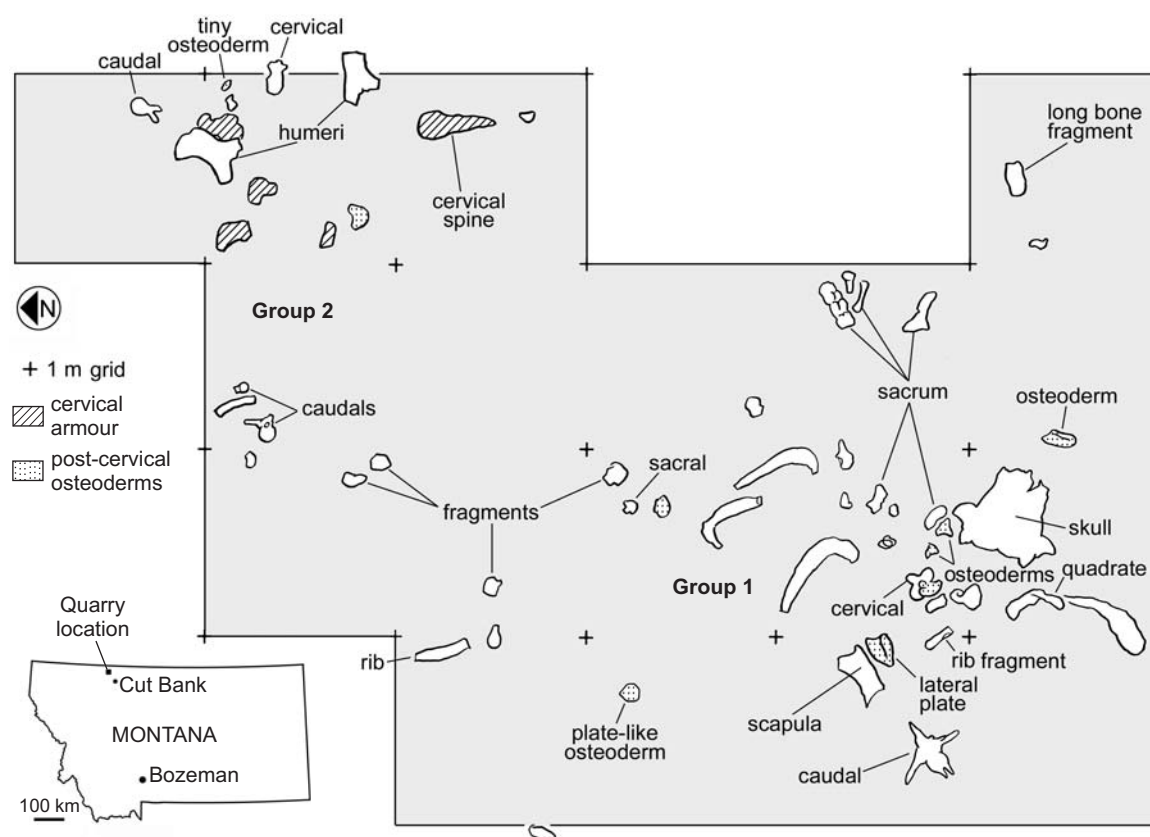 tiny
osteoderm
cervical
caudal
humeri
cervical
spine
long bone
fragment
N
Group 2
+ 1 m grid
cervical
armour
post-cervical
osteoderms
caudals
sacrum
osteoderm
fragments
sacral
skull
Group 1
osteoderms
quadrate
cervical
rib
rib fragment
lateral
plate
scapula
plate-like
osteoderm
caudal
Quarry
location
Cut Bank
MONTANA
Bozeman
100 km